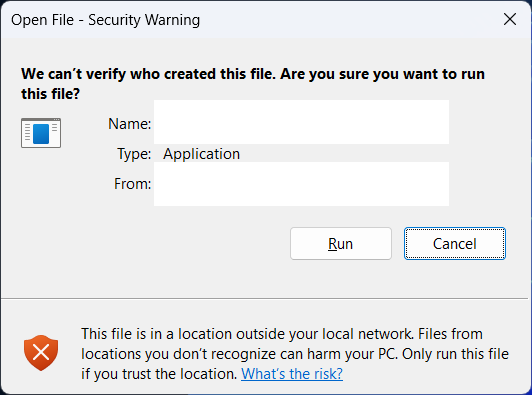 Open File - Security Warning
We can't verify who created this file. Are you sure you want to run
this file?
Name:
Type: Application
From:
Run
Cancel
This file is in a location outside your local network. Files from
locations you don't recognize can harm your PC. Only run this file
if you trust the location. What's the risk?